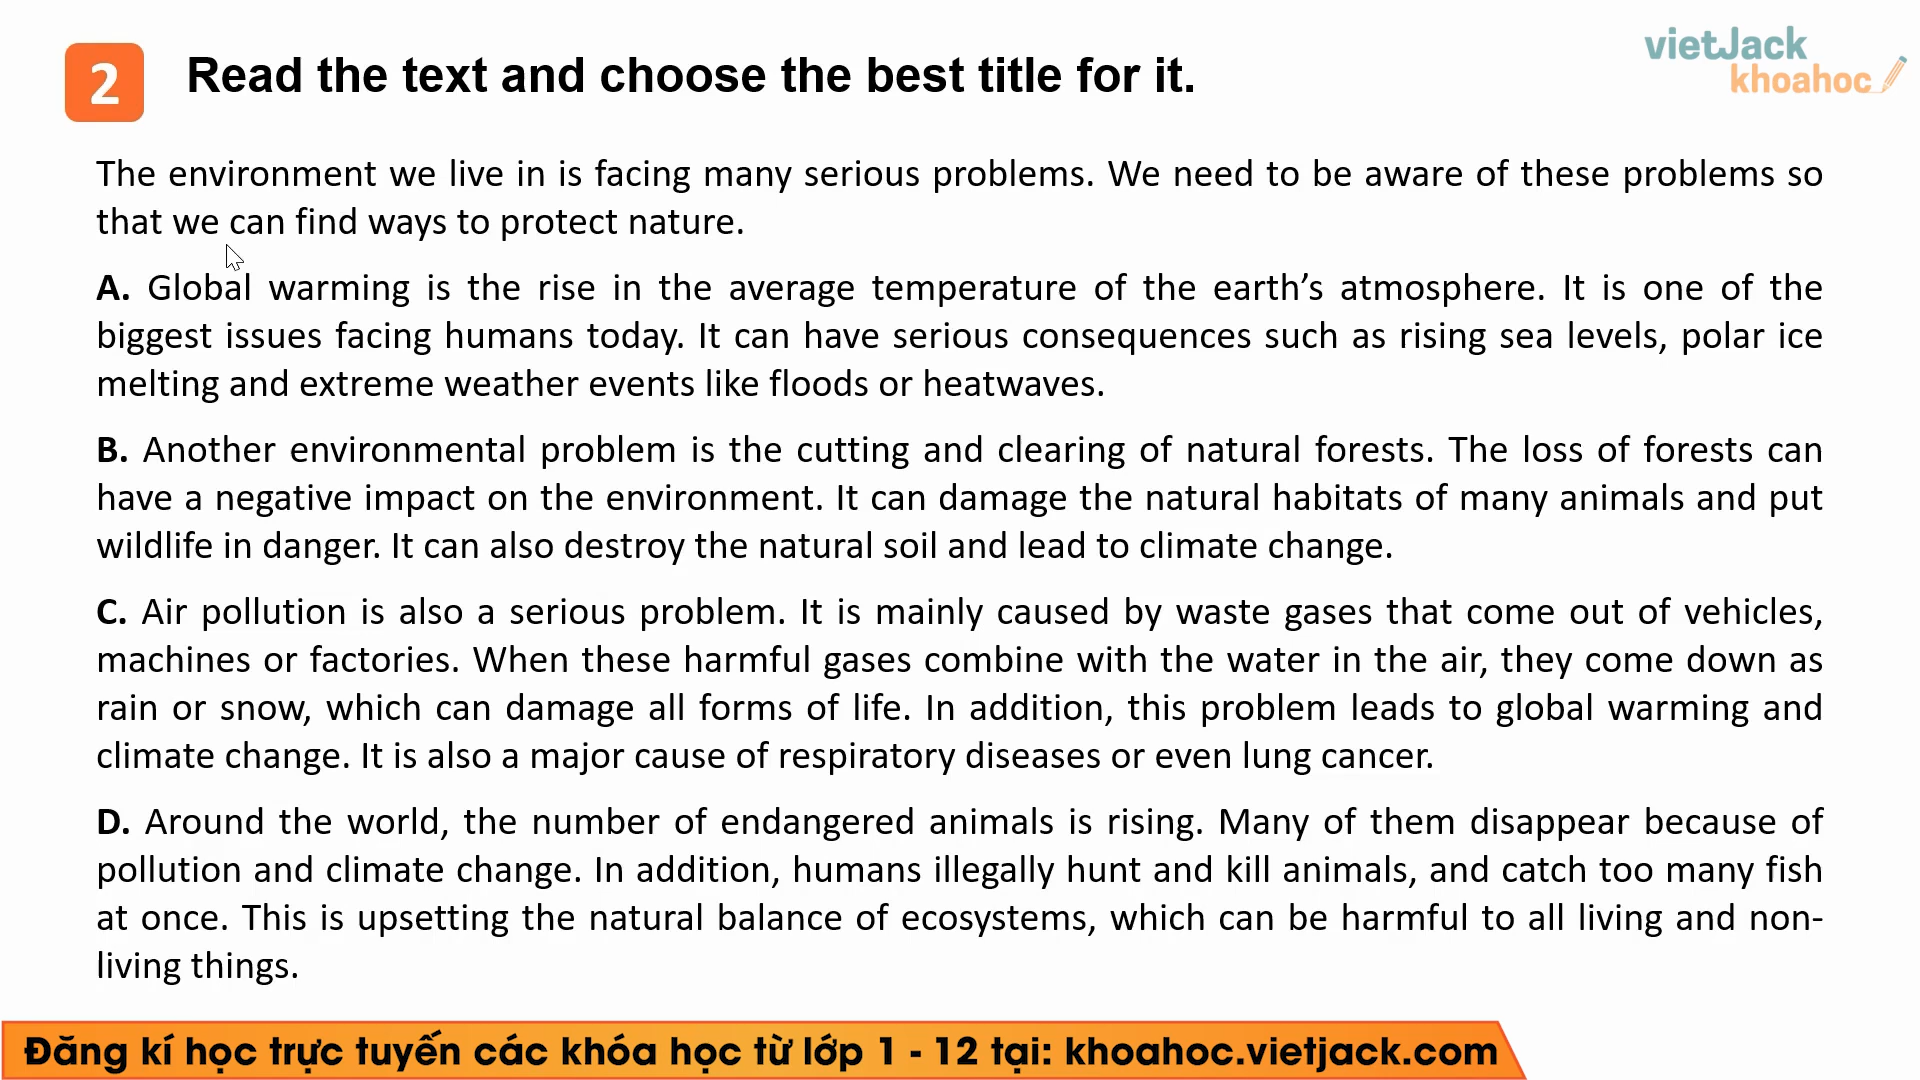 2 Read the text and choose the best title for it.
vietJack
khoahoc
The environment we live in is facing many serious problems. We need to be aware of these problems so
that we can find ways to protect nature.
A. Global warming is the rise in the average temperature of the earth’s atmosphere. It is one of the
biggest issues facing humans today. It can have serious consequences such as rising sea levels, polar ice
melting and extreme weather events like floods or heatwaves.
B. Another environmental problem is the cutting and clearing of natural forests. The loss of forests can
have a negative impact on the environment. It can damage the natural habitats of many animals and put
wildlife in danger. It can also destroy the natural soil and lead to climate change.
C. Air pollution is also a serious problem. It is mainly caused by waste gases that come out of vehicles,
machines or factories. When these harmful gases combine with the water in the air, they come down as
rain or snow, which can damage all forms of life. In addition, this problem leads to global warming and
climate change. It is also a major cause of respiratory diseases or even lung cancer.
D. Around the world, the number of endangered animals is rising. Many of them disappear because of
pollution and climate change. In addition, humans illegally hunt and kill animals, and catch too many fish
at once. This is upsetting the natural balance of ecosystems, which can be harmful to all living and non-
living things.
Đăng kí học trực tuyến các khóa học từ lớp 1 - 12 tại: khoahoc.vietjack.com